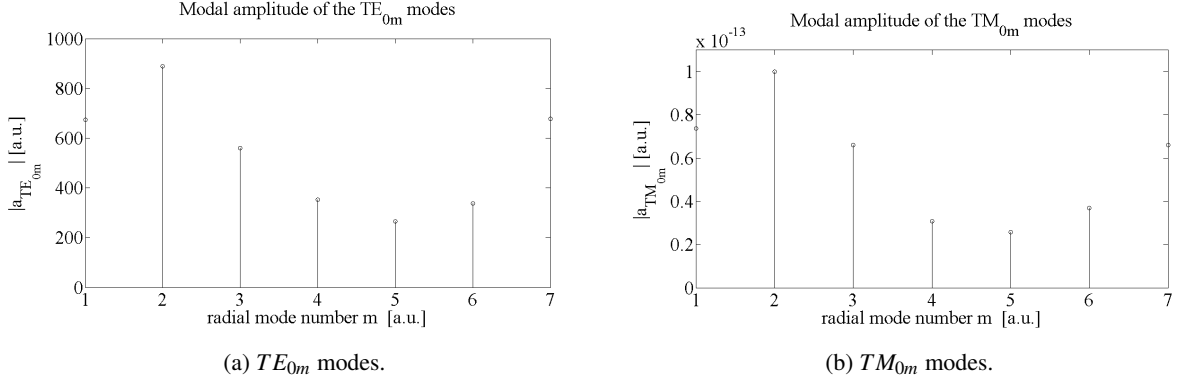 Modal amplitude of the TE0m modes
|aTE0m| [a.u.]
1000
800
600
400
200
0
1 2 3 4 5 6 7
radial mode number m [a.u.]
(a) TE0m modes.
Modal amplitude of the TM0m modes
x 10-13
|aTM0m| [a.u.]
1
0.8
0.6
0.4
0.2
0
1 2 3 4 5 6 7
radial mode number m [a.u.]
(b) TM0m modes.